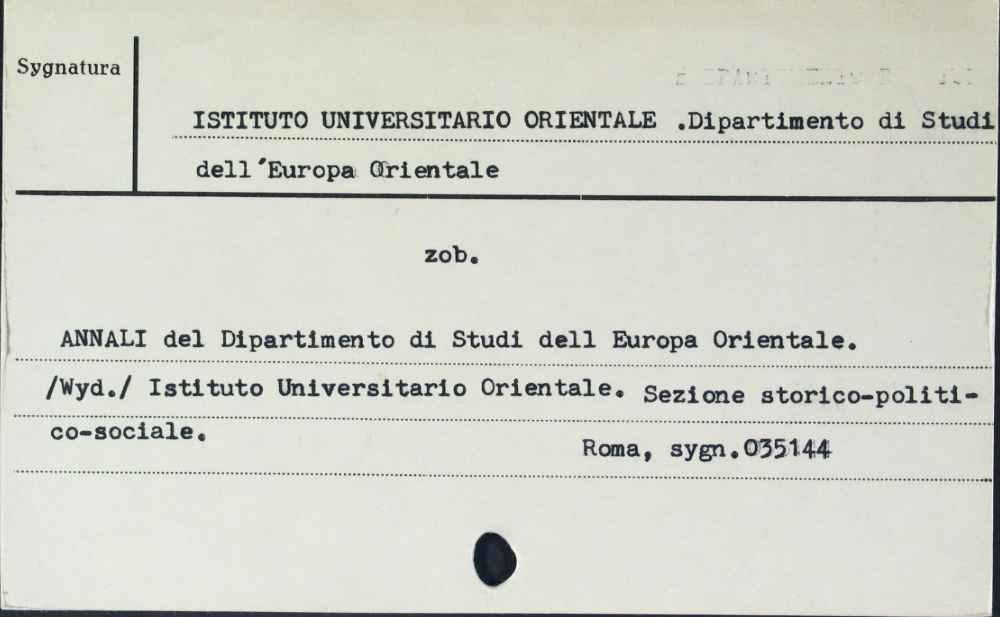 Sygnatura
ISTITUTO UNIVERSITARIO ORIENTALE .Dipartimento di Studi
dell'Europa Orientale
zob.
ANNALI del Dipartimento di Studi dell Europa Orientale.
/Wyd./ Istituto Universitario Orientale. Sezione storico-politi-
co-sociale.
Roma, sygn.035144